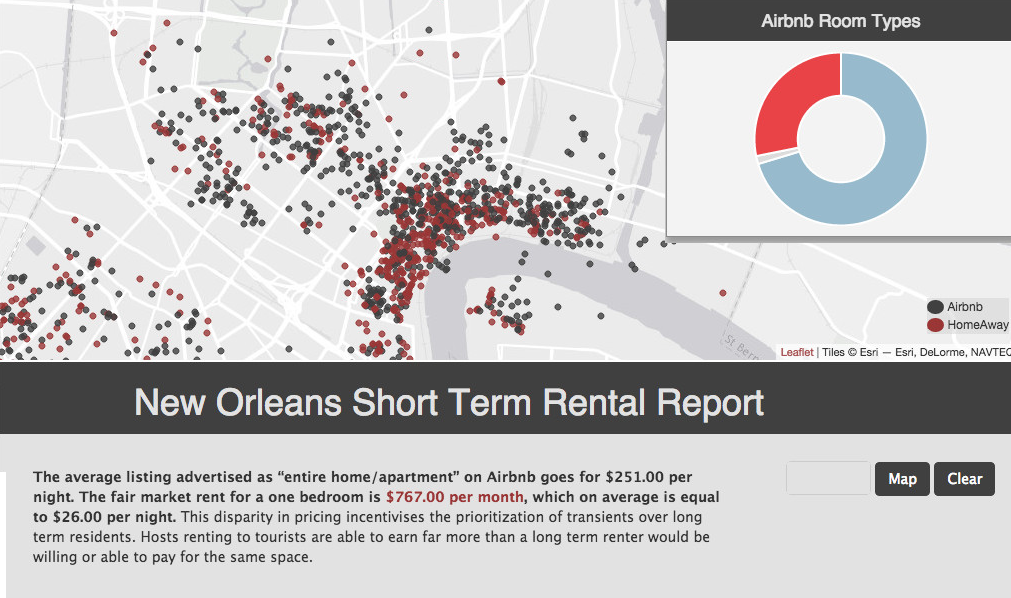 Airbnb Room Types
Airbnb
HomeAway
St Bern
Leaflet | Tiles © Esri — Esri, DeLorme, NAVTEQ
New Orleans Short Term Rental Report
The average listing advertised as “entire home/apartment” on Airbnb goes for $251.00 per
night. The fair market rent for a one bedroom is $767.00 per month, which on average is equal
to $26.00 per night. This disparity in pricing incentivises the prioritization of transients over long
term residents. Hosts renting to tourists are able to earn far more than a long term renter would be
willing or able to pay for the same space.
Map
Clear